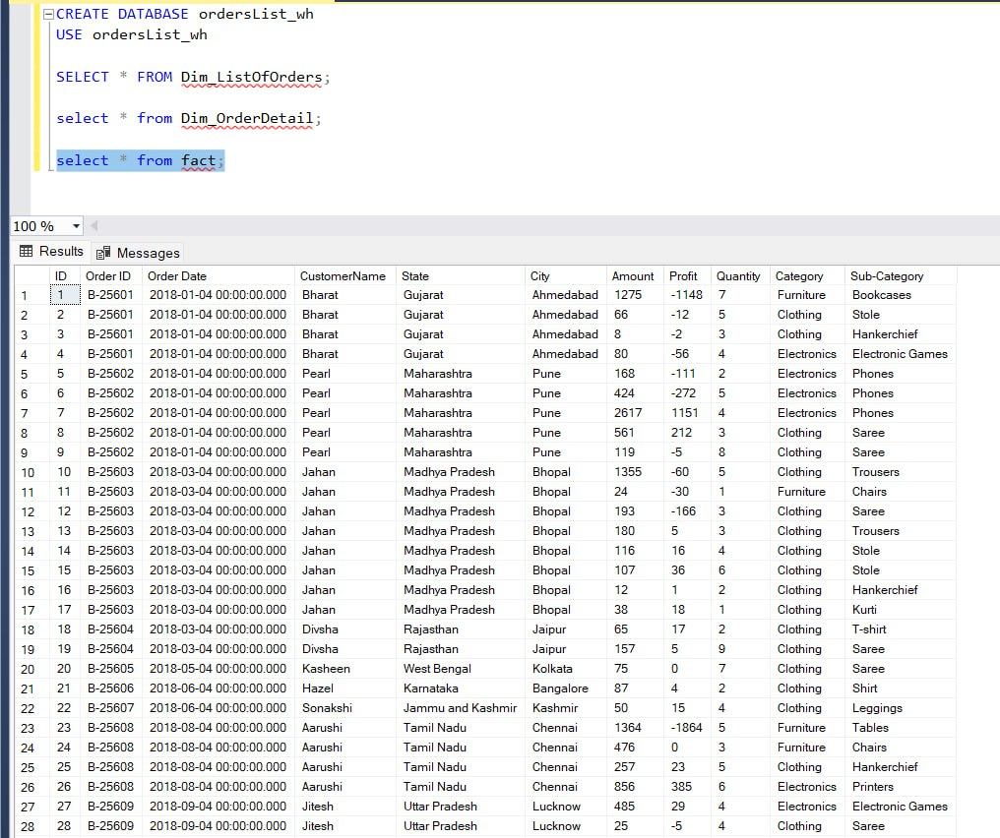 CREATE DATABASE ordersList_wh
USE ordersList_wh
SELECT * FROM Dim_ListOfOrders;
select * from Dim_OrderDetail;
select * from fact;
100 %
Results Messages
ID Order ID Order Date CustomerName State City Amount Profit Quantity Category Sub-Category
1 1 B-25601 2018-01-04 00:00:00.000 Bharat Gujarat Ahmedabad 1275 -1148 7 Furniture Bookcases
2 2 B-25601 2018-01-04 00:00:00.000 Bharat Gujarat Ahmedabad 66 -12 5 Clothing Stole
3 3 B-25601 2018-01-04 00:00:00.000 Bharat Gujarat Ahmedabad 8 -2 3 Clothing Hankerchief
4 4 B-25601 2018-01-04 00:00:00.000 Bharat Gujarat Ahmedabad 80 -56 4 Electronics Electronic Games
5 5 B-25602 2018-01-04 00:00:00.000 Pearl Maharashtra Pune 168 -111 2 Electronics Phones
6 6 B-25602 2018-01-04 00:00:00.000 Pearl Maharashtra Pune 424 -272 5 Electronics Phones
7 7 B-25602 2018-01-04 00:00:00.000 Pearl Maharashtra Pune 2617 1151 4 Electronics Phones
8 8 B-25602 2018-01-04 00:00:00.000 Pearl Maharashtra Pune 561 212 3 Clothing Saree
9 9 B-25602 2018-01-04 00:00:00.000 Pearl Maharashtra Pune 119 -5 8 Clothing Saree
10 10 B-25603 2018-03-04 00:00:00.000 Jahan Madhya Pradesh Bhopal 1355 -60 5 Clothing Trousers
11 11 B-25603 2018-03-04 00:00:00.000 Jahan Madhya Pradesh Bhopal 24 -30 1 Furniture Chairs
12 12 B-25603 2018-03-04 00:00:00.000 Jahan Madhya Pradesh Bhopal 193 -166 3 Clothing Saree
13 13 B-25603 2018-03-04 00:00:00.000 Jahan Madhya Pradesh Bhopal 180 5 3 Clothing Trousers
14 14 B-25603 2018-03-04 00:00:00.000 Jahan Madhya Pradesh Bhopal 116 16 4 Clothing Stole
15 15 B-25603 2018-03-04 00:00:00.000 Jahan Madhya Pradesh Bhopal 107 36 6 Clothing Stole
16 16 B-25603 2018-03-04 00:00:00.000 Jahan Madhya Pradesh Bhopal 12 1 2 Clothing Hankerchief
17 17 B-25603 2018-03-04 00:00:00.000 Jahan Madhya Pradesh Bhopal 38 18 1 Clothing Kurti
18 18 B-25604 2018-03-04 00:00:00.000 Divsha Rajasthan Jaipur 65 17 2 Clothing T-shirt
19 19 B-25604 2018-03-04 00:00:00.000 Divsha Rajasthan Jaipur 157 5 9 Clothing Saree
20 20 B-25605 2018-05-04 00:00:00.000 Kasheen West Bengal Kolkata 75 0 7 Clothing Saree
21 21 B-25606 2018-06-04 00:00:00.000 Hazel Karnataka Bangalore 87 4 2 Clothing Shirt
22 22 B-25607 2018-06-04 00:00:00.000 Sonakshi Jammu and Kashmir Kashmir 50 15 4 Clothing Leggings
23 23 B-25608 2018-08-04 00:00:00.000 Aarushi Tamil Nadu Chennai 1364 -1864 5 Furniture Tables
24 24 B-25608 2018-08-04 00:00:00.000 Aarushi Tamil Nadu Chennai 476 0 3 Furniture Chairs
25 25 B-25608 2018-08-04 00:00:00.000 Aarushi Tamil Nadu Chennai 257 23 5 Clothing Hankerchief
26 26 B-25608 2018-08-04 00:00:00.000 Aarushi Tamil Nadu Chennai 856 385 6 Electronics Printers
27 27 B-25609 2018-09-04 00:00:00.000 Jitesh Uttar Pradesh Lucknow 485 29 4 Electronics Electronic Games
28 28 B-25609 2018-09-04 00:00:00.000 Jitesh Uttar Pradesh Lucknow 25 -5 4 Clothing Saree